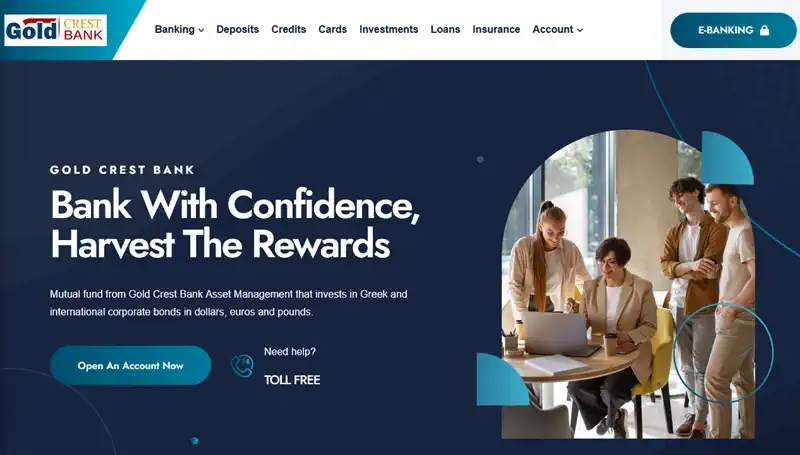 Gold CREST BANK
Banking Deposits Credits Cards Investments Loans Insurance Account
E-BANKING
GOLD CREST BANK
Bank With Confidence,
Harvest The Rewards
Mutual fund from Gold Crest Bank Asset Management that invests in Greek and
international corporate bonds in dollars, euros and pounds.
Open An Account Now
Need help?
TOLL FREE